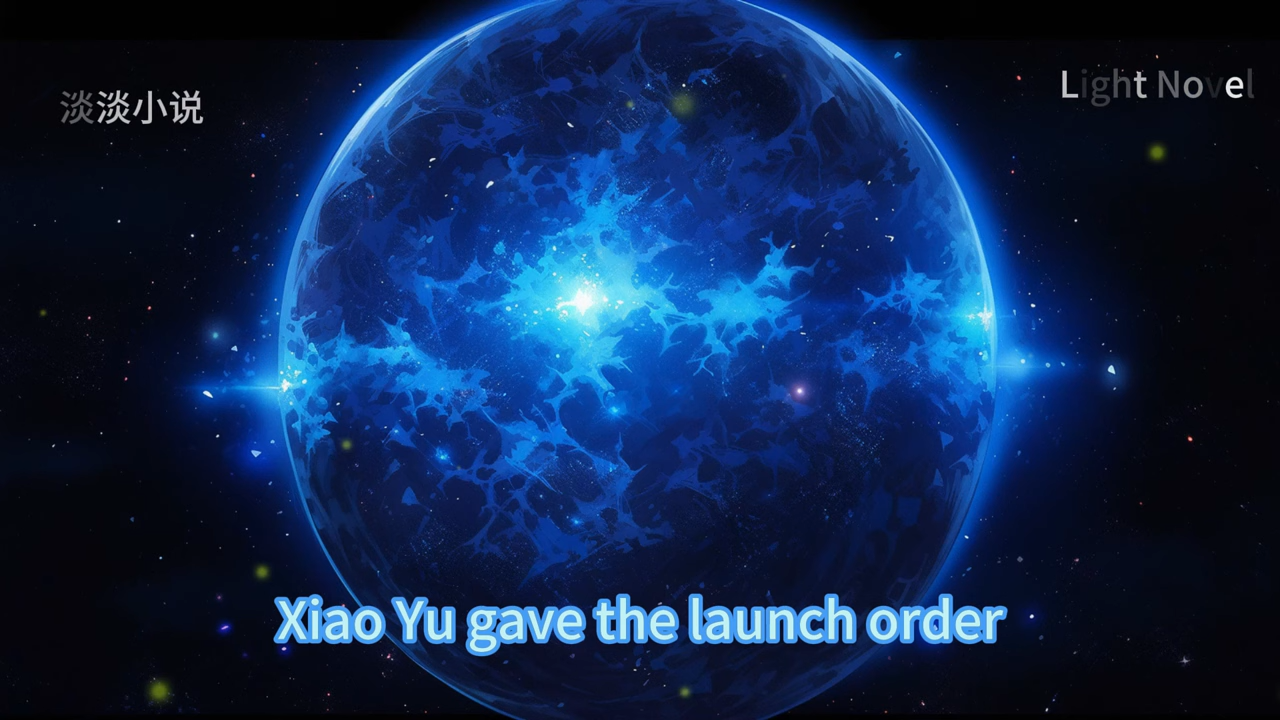 Light Novel
淡淡小说
Xiao Yu gave the launch order